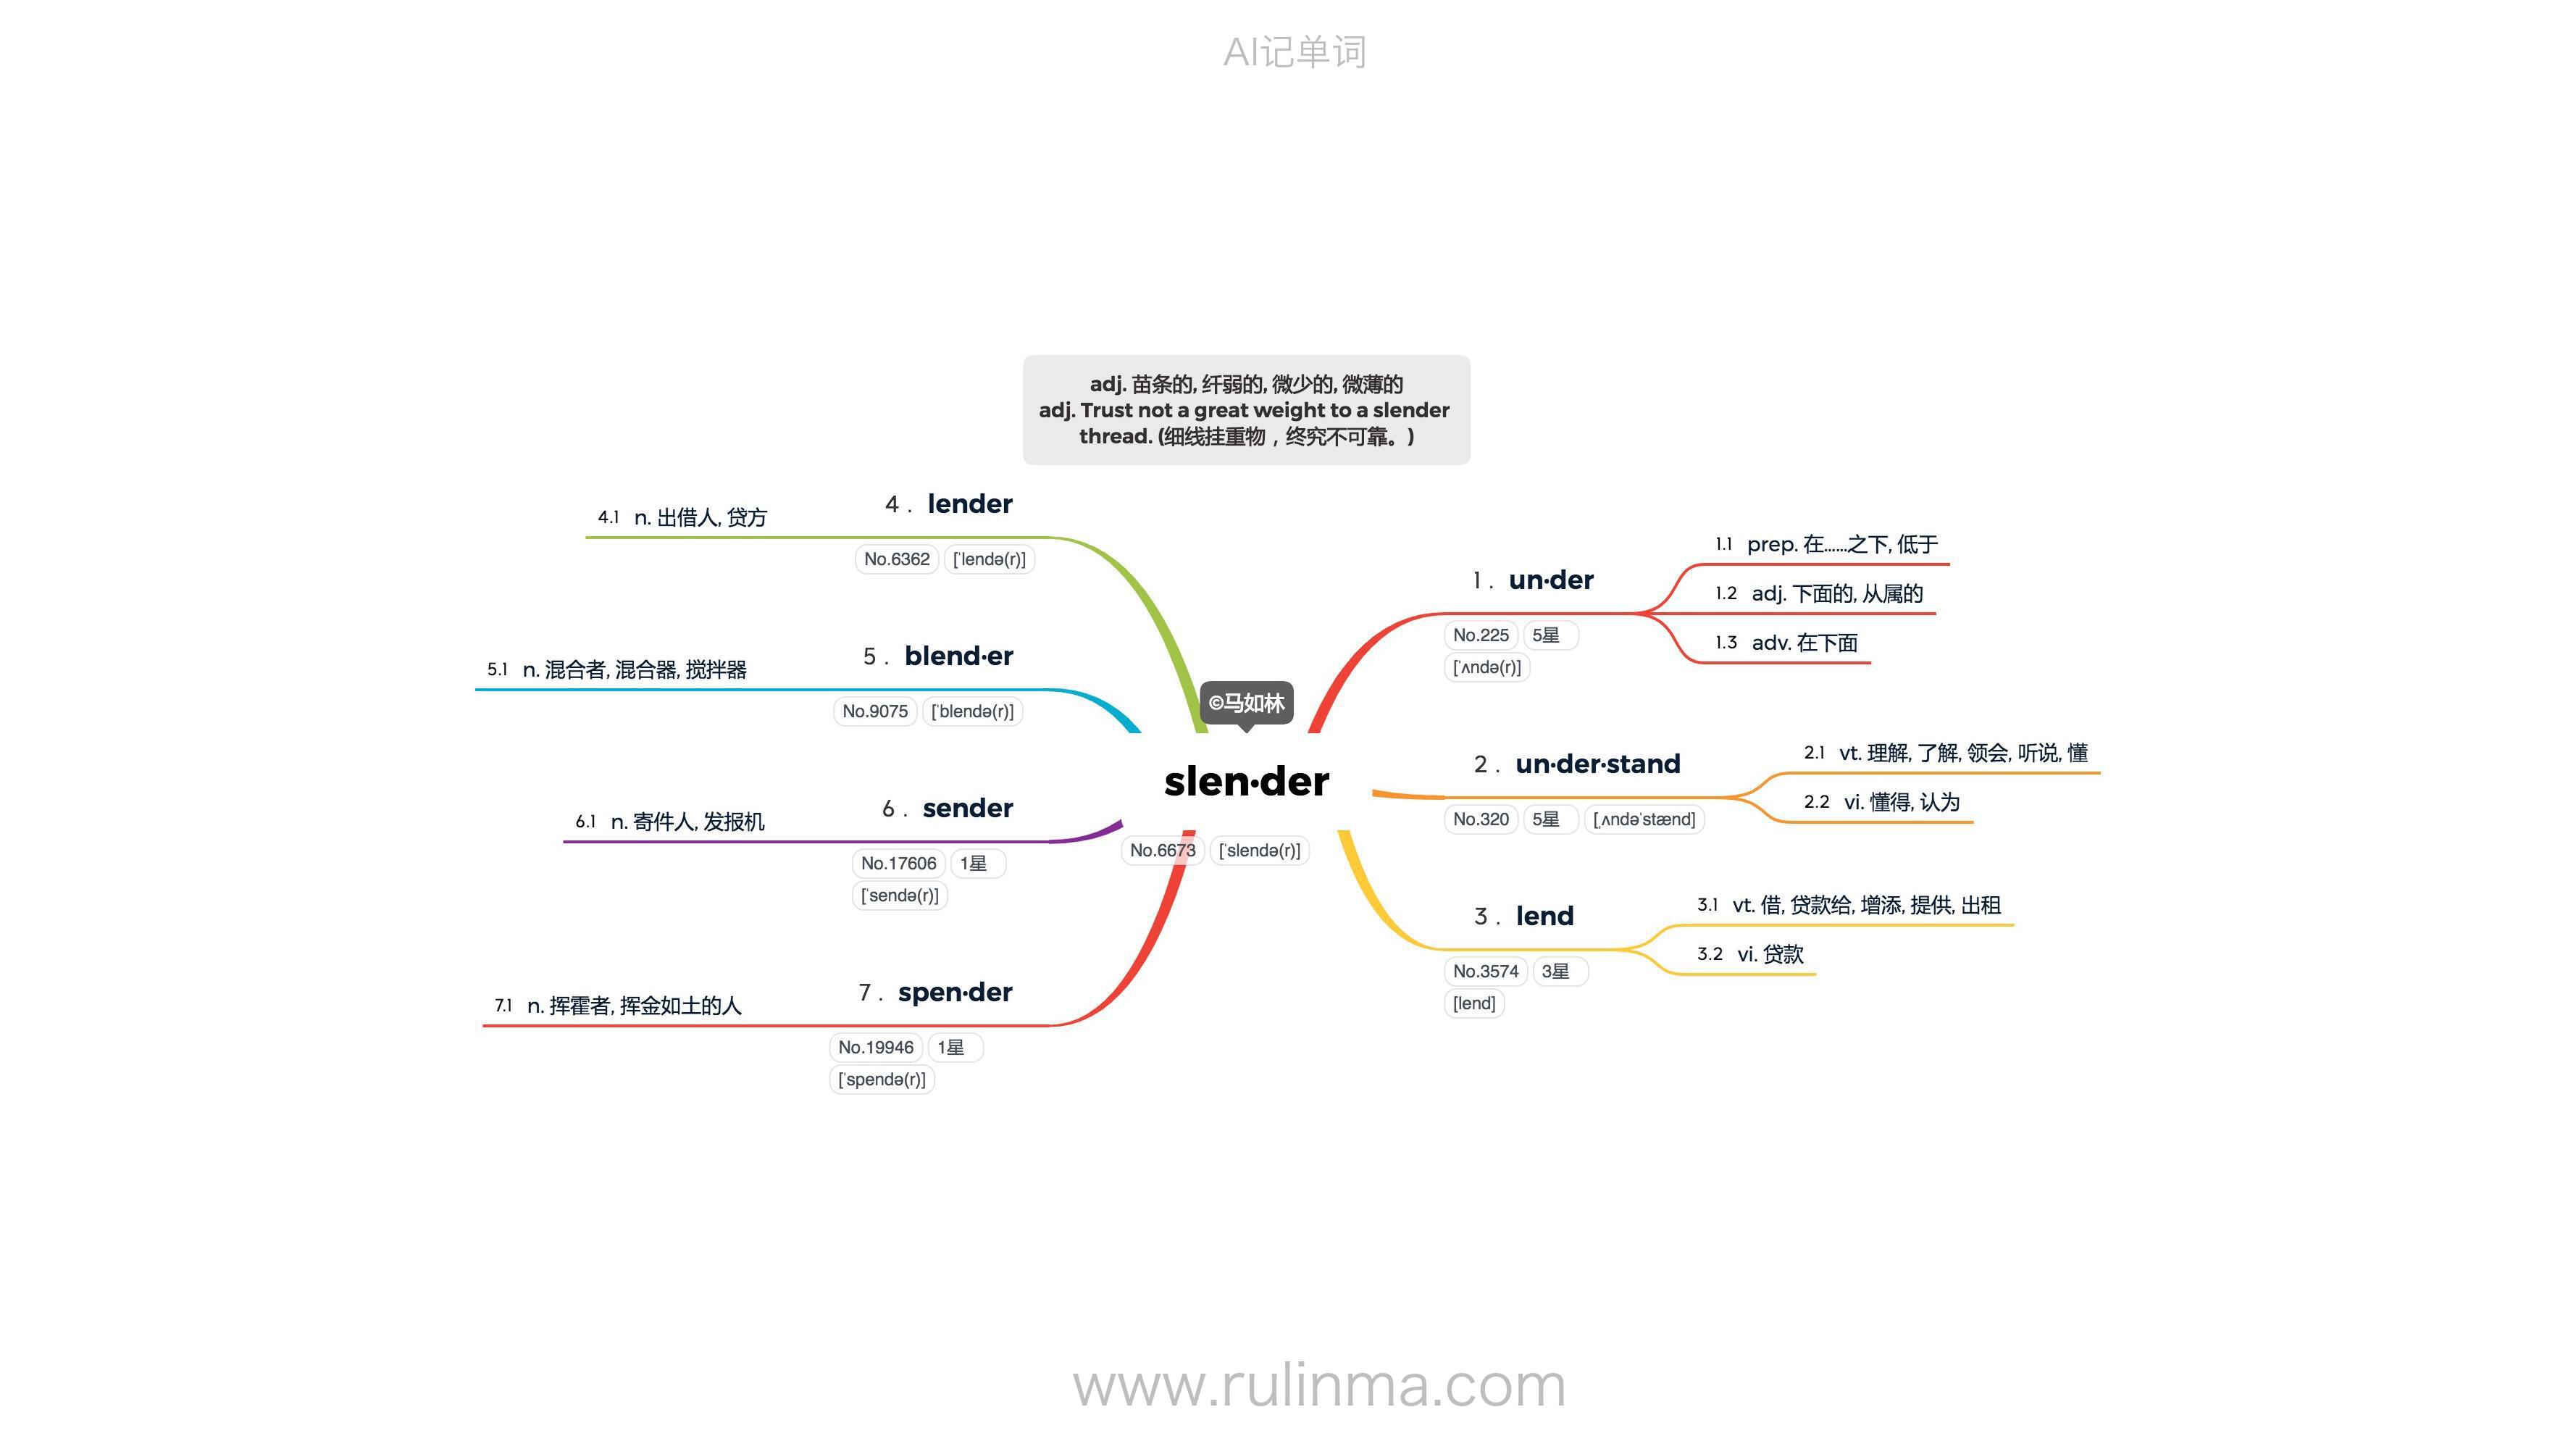 AI记单词
adj. 苗条的, 纤弱的, 微少的, 微薄的
adj. Trust not a great weight to a slender
thread. (细线挂重物，终究不可靠。)
©马如林
slen·der
No.6673 [ˈslendə(r)]
1. un·der
No.225 5星
[ˈʌndə(r)]
1.1 prep. 在……之下, 低于
1.2 adj. 下面的, 从属的
1.3 adv. 在下面
2. un·der·stand
No.320 5星 [ˌʌndəˈstænd]
2.1 vt. 理解, 了解, 领会, 听说, 懂
2.2 vi. 懂得, 认为
3. lend
No.3574 3星
[lend]
3.1 vt. 借, 贷款给, 增添, 提供, 出租
3.2 vi. 贷款
4. lender
No.6362 [ˈlendə(r)]
4.1 n. 出借人, 贷方
5. blend·er
No.9075 [ˈblendə(r)]
5.1 n. 混合者, 混合器, 搅拌器
6. sender
No.17606 1星
[ˈsendə(r)]
6.1 n. 寄件人, 发报机
7. spen·der
No.19946 1星
[ˈspendə(r)]
7.1 n. 挥霍者, 挥金如土的人
www.rulinma.com